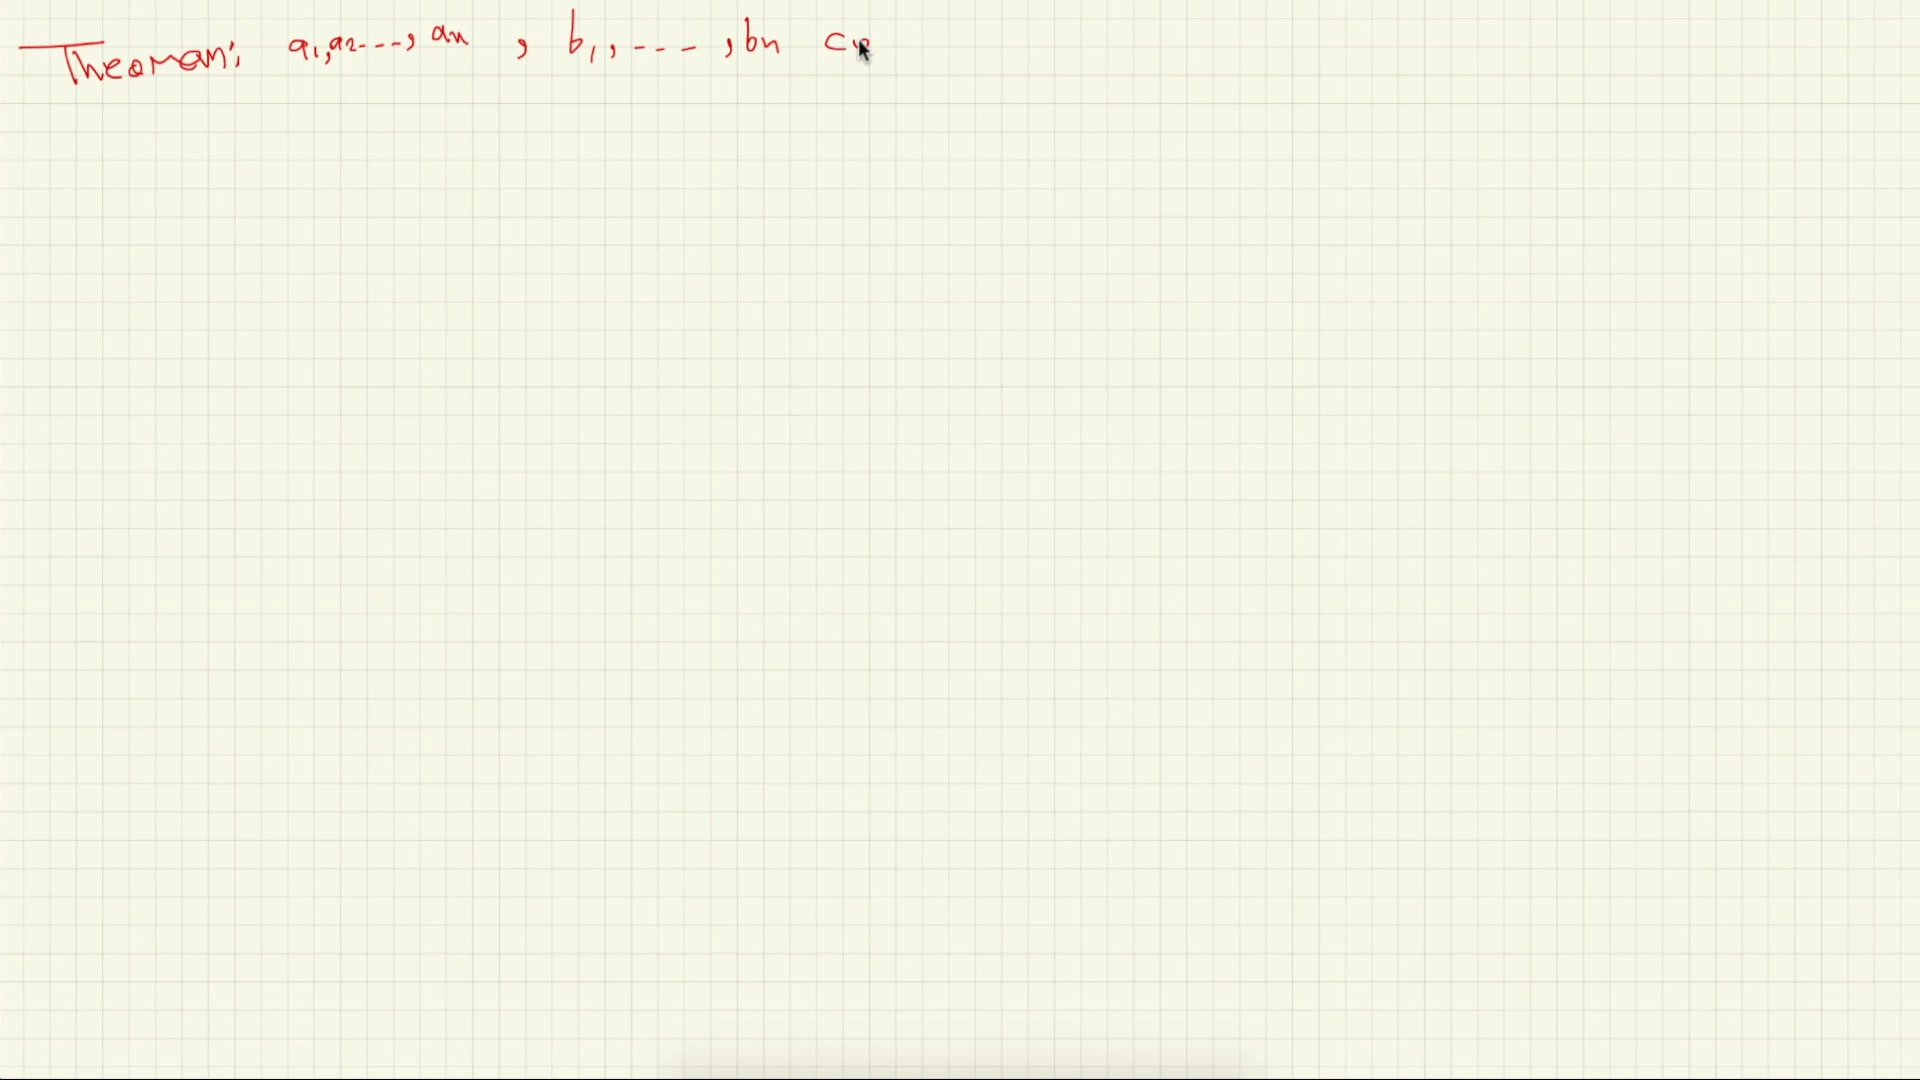 Theoram: a1,a2---, an , b1, --- ,bn c